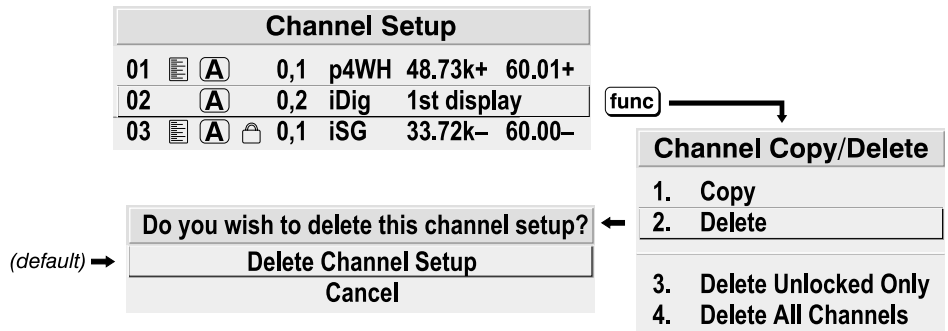 Channel Setup
01 A 0,1 p4WH 48.73k+ 60.01+
02 A 0,2 iDig 1st display
03 A 0,1 iSG 33.72k– 60.00–
func
Channel Copy/Delete
1. Copy
2. Delete
3. Delete Unlocked Only
4. Delete All Channels
Do you wish to delete this channel setup?
(default) Delete Channel Setup
Cancel